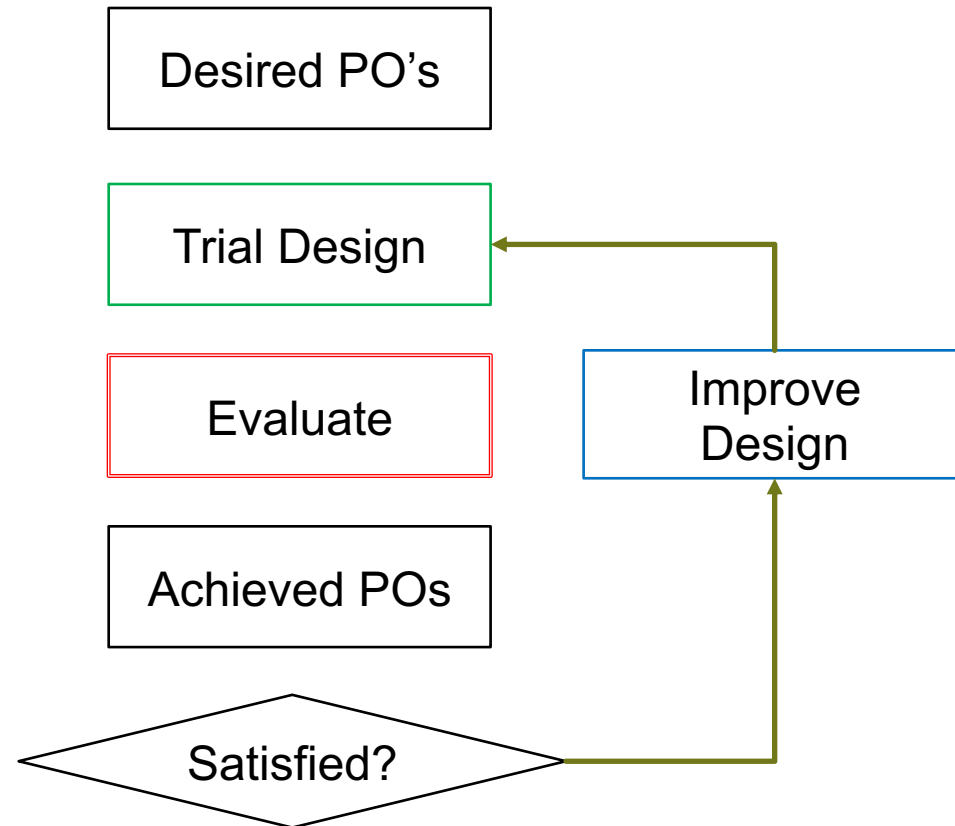 Desired PO’s
Trial Design
Evaluate
Improve
Design
Achieved POs
Satisfied?